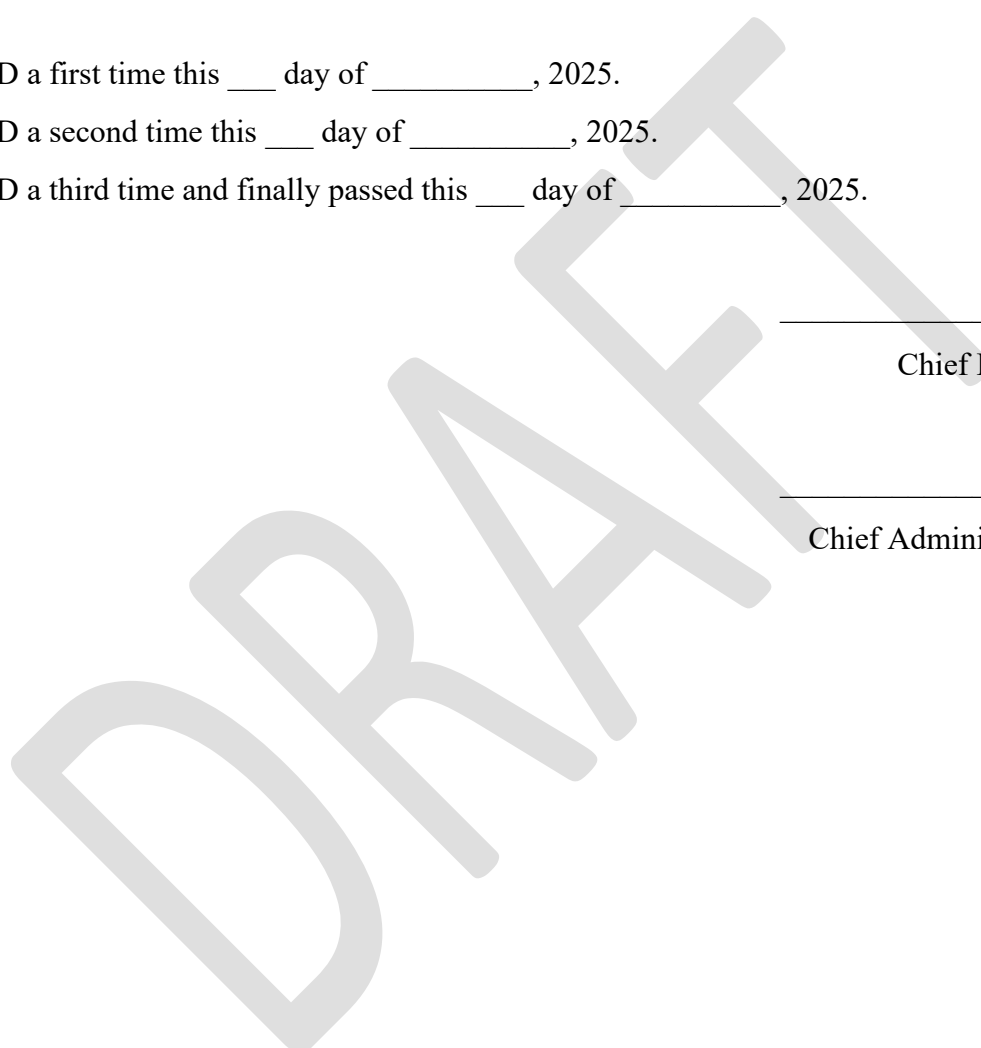 D a first time this ___ day of __________, 2025.
D a second time this ___ day of __________, 2025.
D a third time and finally passed this ___ day of __________, 2025.
Chief
Chief Admini
DRAFT